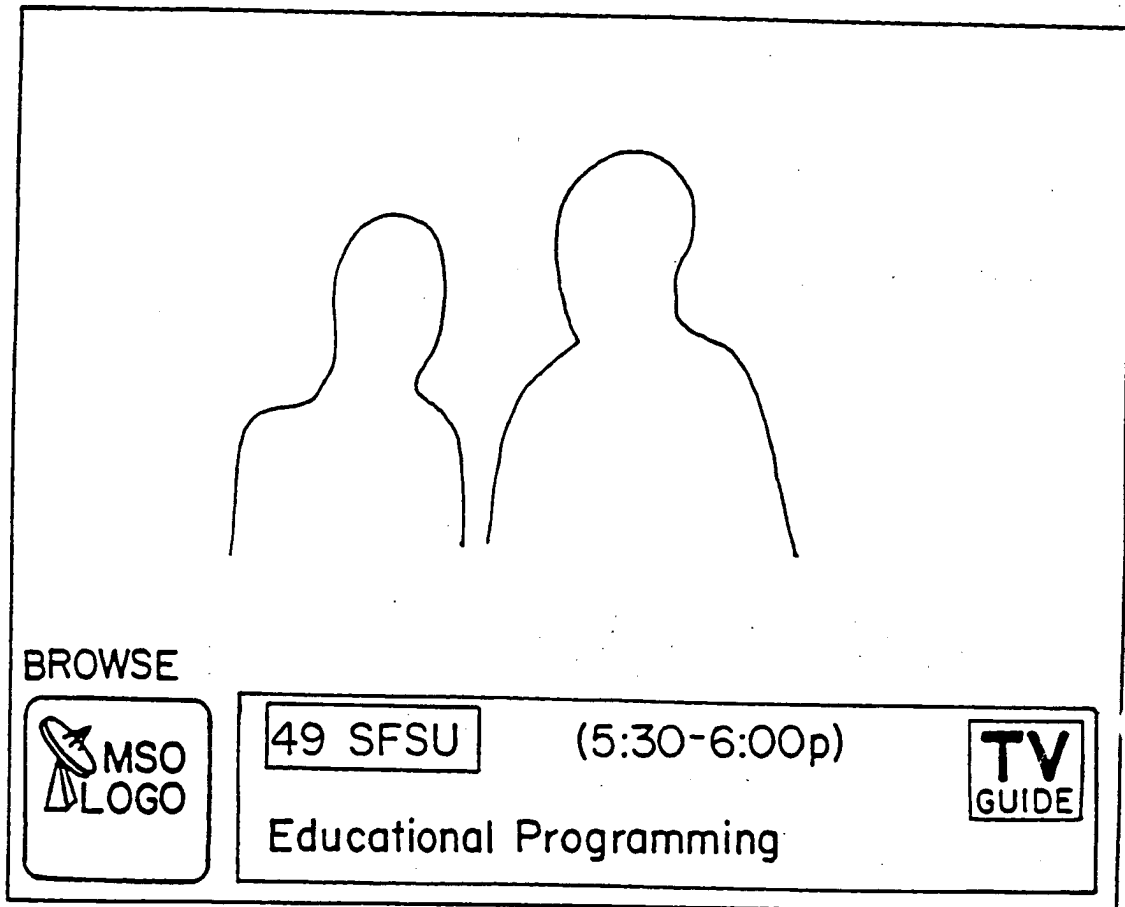 BROWSE
MSO
LOGO
49 SFSU (5:30-6:00p)
TV
GUIDE
Educational Programming